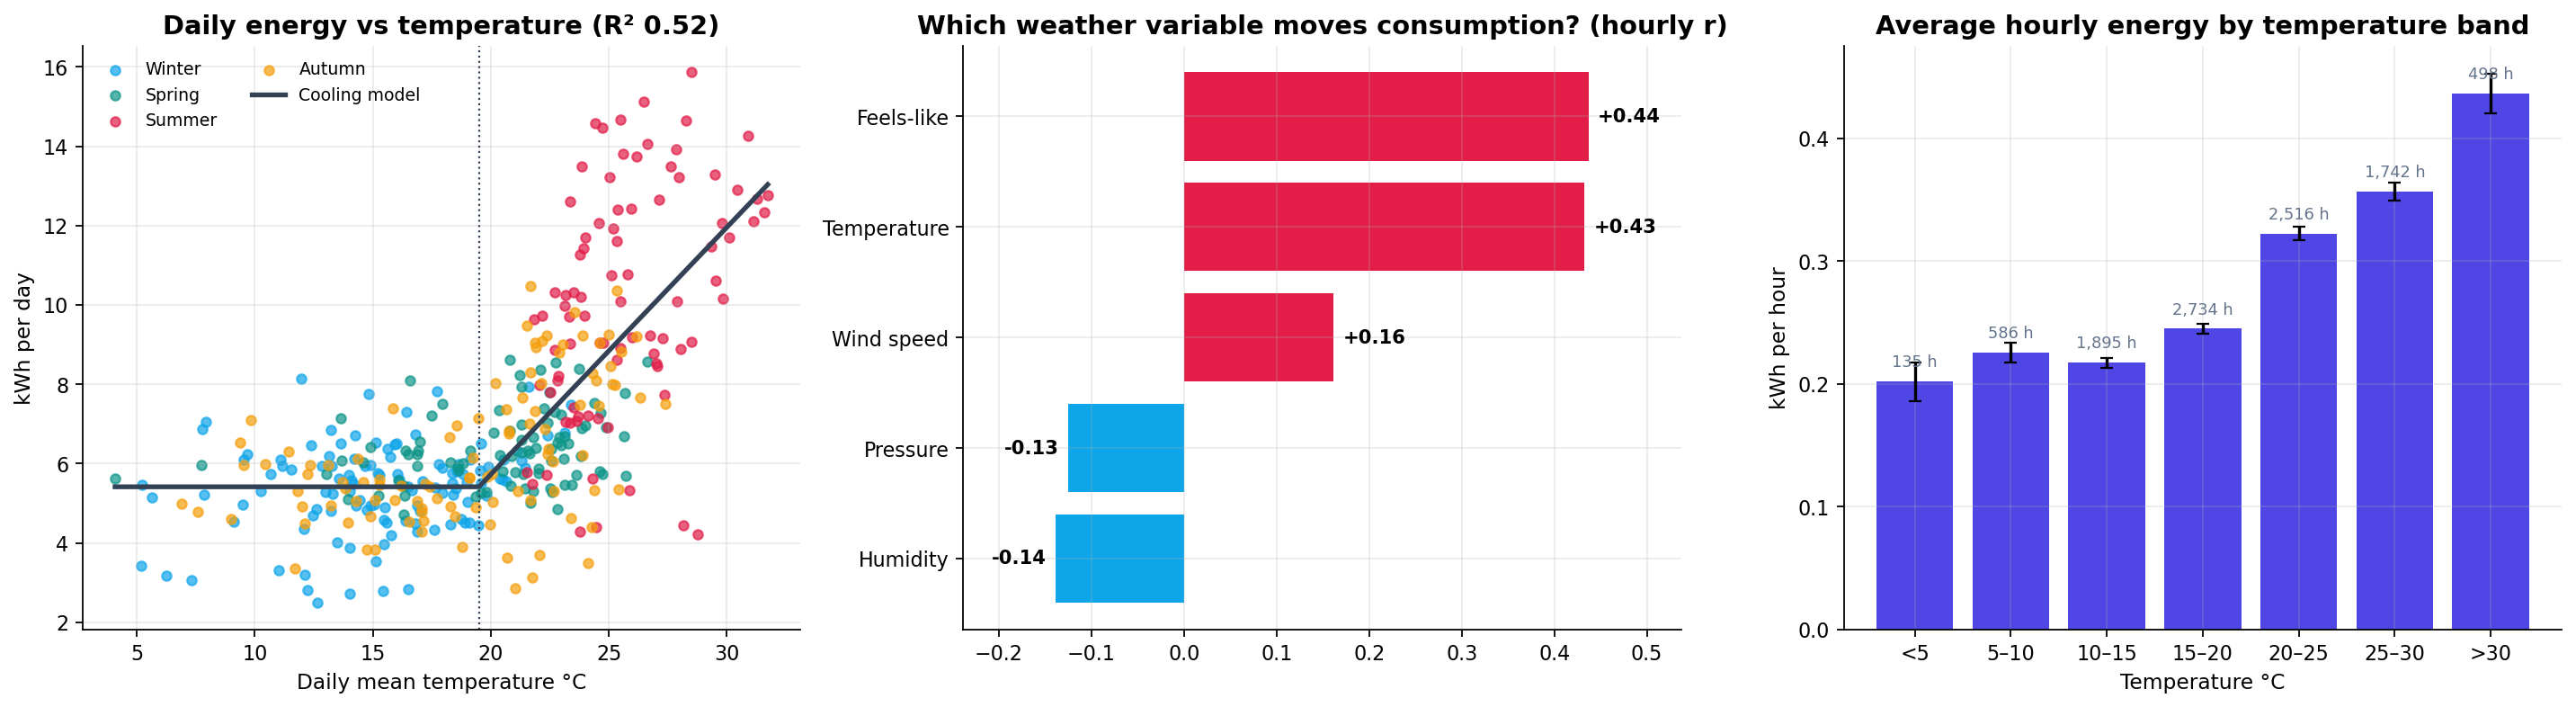 Daily energy vs temperature (R² 0.52)
Winter
Spring
Summer
Autumn
Cooling model
16
14
12
10
8
6
4
2
kWh per day
5 10 15 20 25 30
Daily mean temperature °C
Which weather variable moves consumption? (hourly r)
Feels-like +0.44
Temperature +0.43
Wind speed +0.16
Pressure -0.13
Humidity -0.14
−0.2 −0.1 0.0 0.1 0.2 0.3 0.4 0.5
Average hourly energy by temperature band
0.4
0.3
0.2
0.1
0.0
kWh per hour
135 h
586 h
1,895 h
2,734 h
2,516 h
1,742 h
498 h
<5 5–10 10–15 15–20 20–25 25–30 >30
Temperature °C